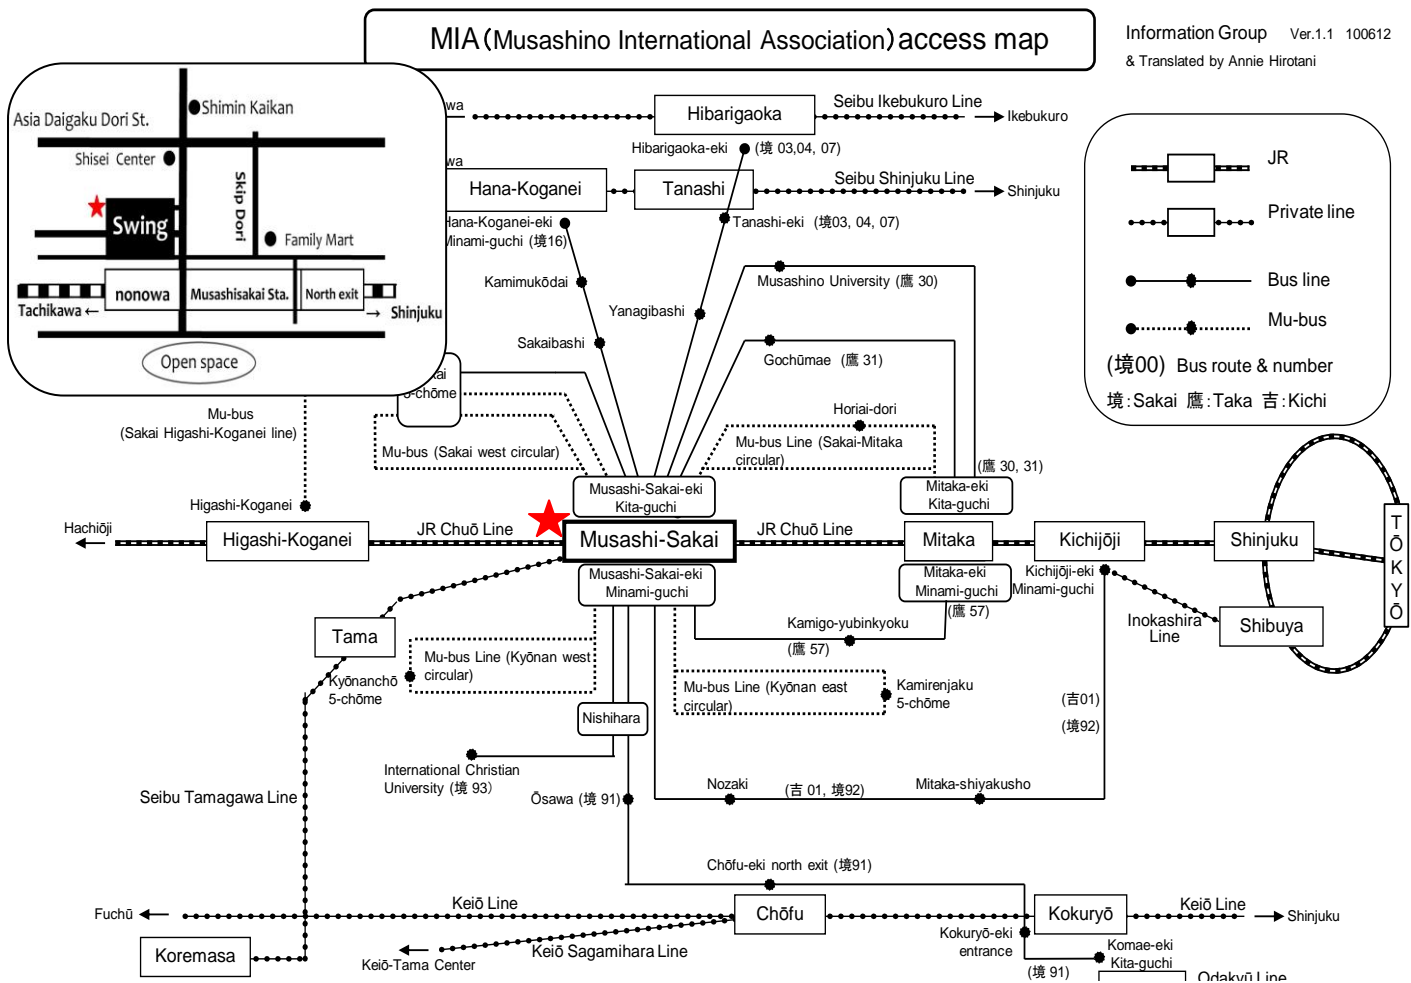 MIA(Musashino International Association)access map
Information Group Ver.1.1 100612
& Translated by Annie Hirotani
Shimin Kaikan
Asia Daigaku Dori St.
Shisei Center
Skip Dori
Swing
Family Mart
nonowa
Musashisakai Sta.
North exit
Tachikawa ←
→ Shinjuku
Open space
wa
Hibarigaoka
Seibu Ikebukuro Line
Ikebukuro
Hibarigaoka-eki
(境 03,04, 07)
wa
Hana-Koganei
Tanashi
Seibu Shinjuku Line
Shinjuku
Hana-Koganei-eki
Minami-guchi (境16)
Tanashi-eki (境03, 04, 07)
Kamimukōdai
Musashino University (鷹 30)
Yanagibashi
Sakaibashi
Gochūmae (鷹 31)
JR
Private line
Bus line
Mu-bus
(境00) Bus route & number
境:Sakai 鷹:Taka 吉:Kichi
kai
5-chōme
Mu-bus
(Sakai Higashi-Koganei line)
Mu-bus (Sakai west circular)
Horiai-dori
Mu-bus Line (Sakai-Mitaka
circular)
(鷹 30, 31)
Musashi-Sakai-eki
Kita-guchi
Mitaka-eki
Kita-guchi
Higashi-Koganei
Hachiōji
Higashi-Koganei
JR Chuō Line
Musashi-Sakai
JR Chuō Line
Mitaka
Kichijōji
Shinjuku
TŌKYŌ
Musashi-Sakai-eki
Minami-guchi
Mitaka-eki
Minami-guchi
(鷹 57)
Kichijōji-eki
Minami-guchi
Inokashira
Line
Shibuya
Tama
Kamigo-yubinkyoku
(鷹 57)
Mu-bus Line (Kyōnan west
circular)
Kyōnanchō
5-chōme
Mu-bus Line (Kyōnan east
circular)
Kamirenjaku
5-chōme
(吉01)
(境92)
Nishihara
International Christian
University (境 93)
Seibu Tamagawa Line
Ōsawa (境 91)
Nozaki
(吉 01, 境92)
Mitaka-shiyakusho
Chōfu-eki north exit (境91)
Fuchū
Keiō Line
Chōfu
Kokuryō
Keiō Line
Shinjuku
Koremasa
Keiō-Tama Center
Keiō Sagamihara Line
Kokuryō-eki
entrance
(境 91)
Komae-eki
Kita-guchi
Odakyū Line